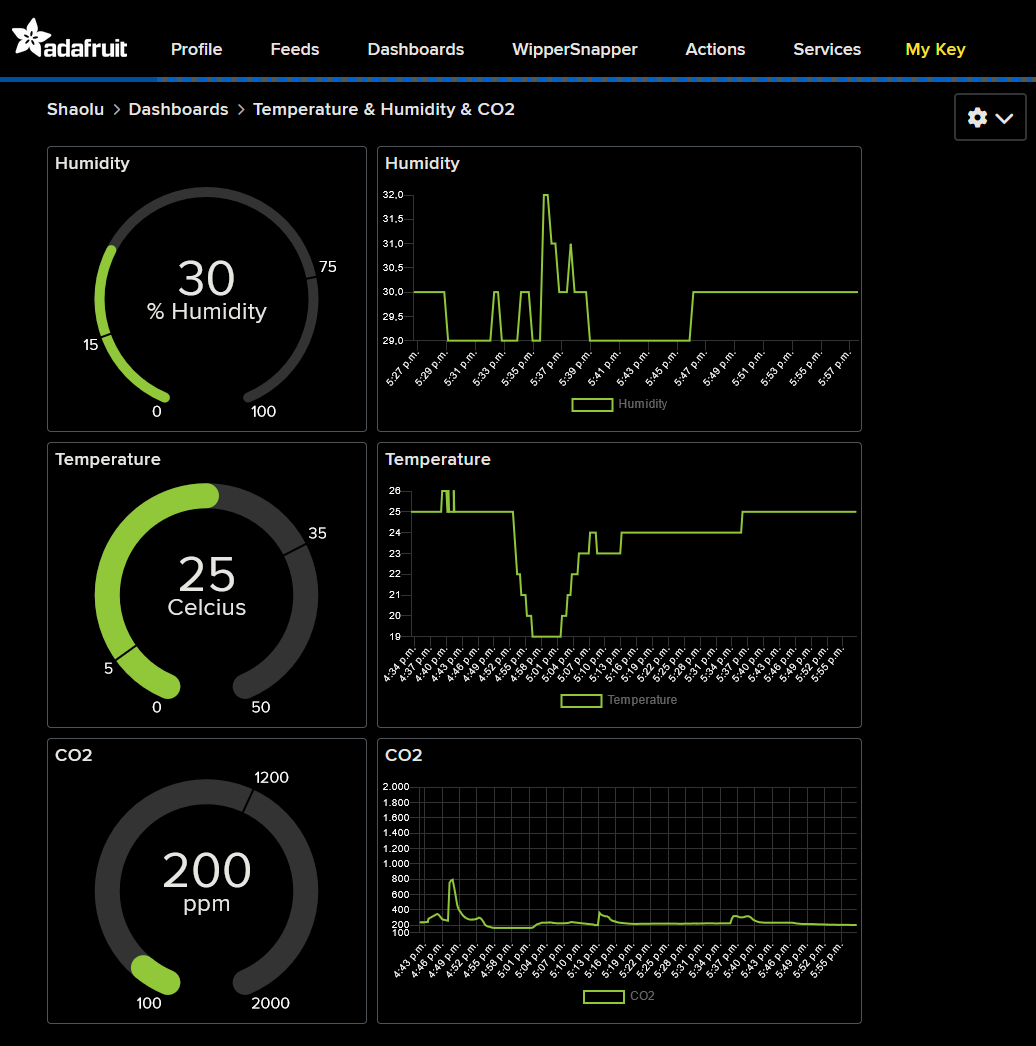 adafruit
Profile Feeds Dashboards WipperSnapper Actions Services My Key
Shaolu > Dashboards > Temperature & Humidity & CO2
Humidity
75
30
% Humidity
15
0 100
Humidity
32,0
31,5
31,0
30,5
30,0
29,5
29,0
5:27 p.m. 5:29 p.m. 5:31 p.m. 5:33 p.m. 5:35 p.m. 5:37 p.m. 5:39 p.m. 5:41 p.m. 5:43 p.m. 5:45 p.m. 5:47 p.m. 5:49 p.m. 5:51 p.m. 5:53 p.m. 5:55 p.m. 5:57 p.m.
Humidity
Temperature
35
25
Celcius
5
0 50
Temperature
26
25
24
23
22
21
20
19
4:34 p.m. 4:37 p.m. 4:40 p.m. 4:43 p.m. 4:46 p.m. 4:49 p.m. 4:52 p.m. 4:55 p.m. 4:58 p.m. 5:01 p.m. 5:04 p.m. 5:07 p.m. 5:10 p.m. 5:13 p.m. 5:16 p.m. 5:19 p.m. 5:22 p.m. 5:25 p.m. 5:28 p.m. 5:31 p.m. 5:34 p.m. 5:37 p.m. 5:40 p.m. 5:43 p.m. 5:46 p.m. 5:49 p.m. 5:52 p.m. 5:55 p.m.
Temperature
CO2
1200
200
ppm
100 2000
CO2
2.000
1.800
1.600
1.400
1.200
1.000
800
600
400
200
100
4:43 p.m. 4:46 p.m. 4:49 p.m. 4:52 p.m. 4:55 p.m. 4:58 p.m. 5:01 p.m. 5:04 p.m. 5:07 p.m. 5:10 p.m. 5:13 p.m. 5:16 p.m. 5:19 p.m. 5:22 p.m. 5:25 p.m. 5:28 p.m. 5:31 p.m. 5:34 p.m. 5:37 p.m. 5:40 p.m. 5:43 p.m. 5:46 p.m. 5:49 p.m. 5:52 p.m. 5:55 p.m.
CO2